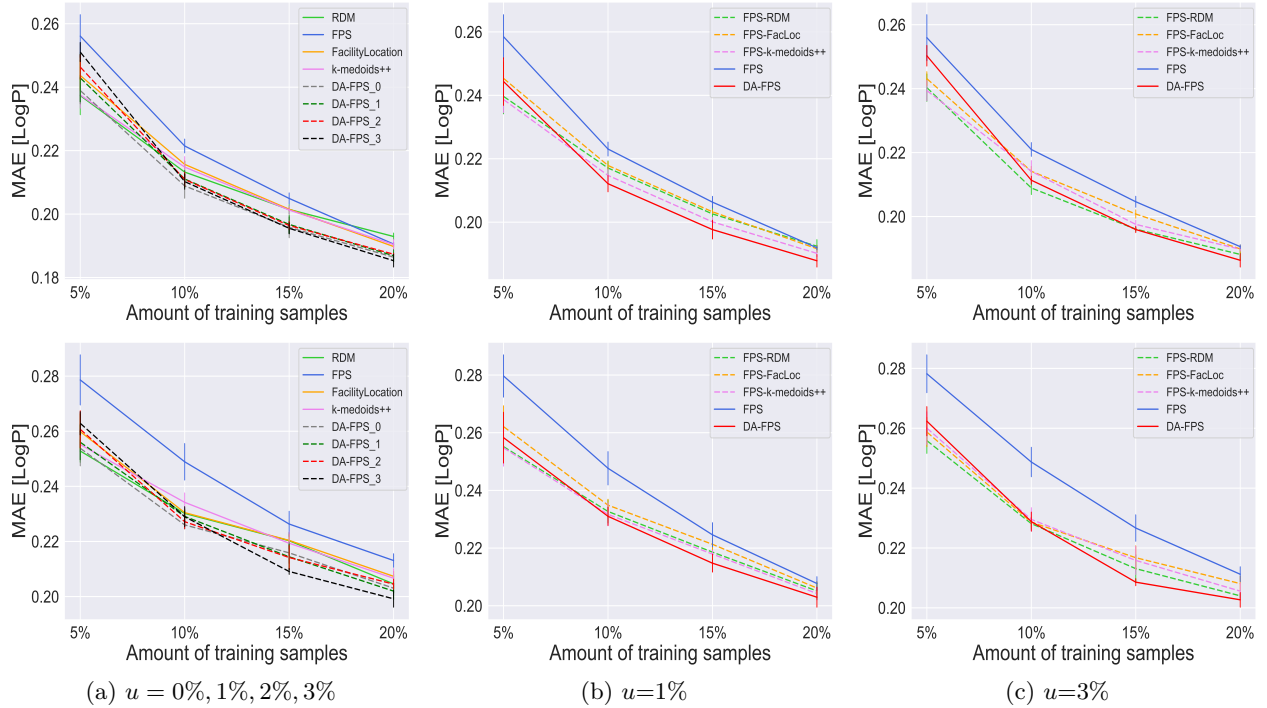 RDM
FPS
FacilityLocation
k-medoids++
DA-FPS_0
DA-FPS_1
DA-FPS_2
DA-FPS_3
MAE [LogP]
0.26
0.24
0.22
0.20
0.18
5% 10% 15% 20%
Amount of training samples
FPS-RDM
FPS-FacLoc
FPS-k-medoids++
FPS
DA-FPS
MAE [LogP]
0.26
0.24
0.22
0.20
5% 10% 15% 20%
Amount of training samples
FPS-RDM
FPS-FacLoc
FPS-k-medoids++
FPS
DA-FPS
MAE [LogP]
0.26
0.24
0.22
0.20
5% 10% 15% 20%
Amount of training samples
RDM
FPS
FacilityLocation
k-medoids++
DA-FPS_0
DA-FPS_1
DA-FPS_2
DA-FPS_3
MAE [LogP]
0.28
0.26
0.24
0.22
0.20
5% 10% 15% 20%
Amount of training samples
FPS-RDM
FPS-FacLoc
FPS-k-medoids++
FPS
DA-FPS
MAE [LogP]
0.28
0.26
0.24
0.22
0.20
5% 10% 15% 20%
Amount of training samples
FPS-RDM
FPS-FacLoc
FPS-k-medoids++
FPS
DA-FPS
MAE [LogP]
0.28
0.26
0.24
0.22
0.20
5% 10% 15% 20%
Amount of training samples
(a) u = 0%, 1%, 2%, 3%
(b) u=1%
(c) u=3%